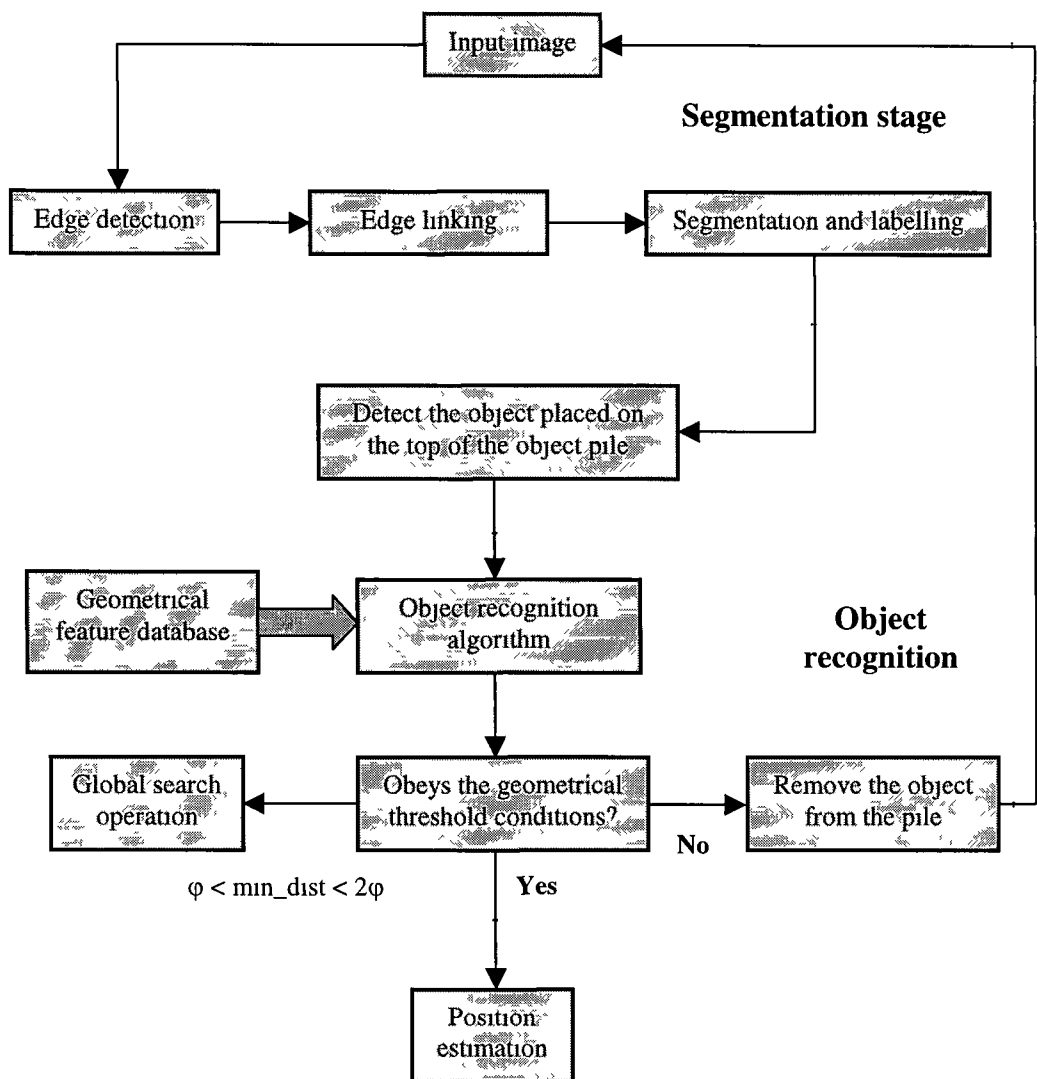 Input image
Segmentation stage
Edge detection
Edge linking
Segmentation and labelling
Detect the object placed on
the top of the object pile
Geometrical
feature database
Object recognition
algorithm
Object
recognition
Global search
operation
Obeys the geometrical
threshold conditions?
No
Remove the object
from the pile
φ < min_dist < 2φ
Yes
Position
estimation